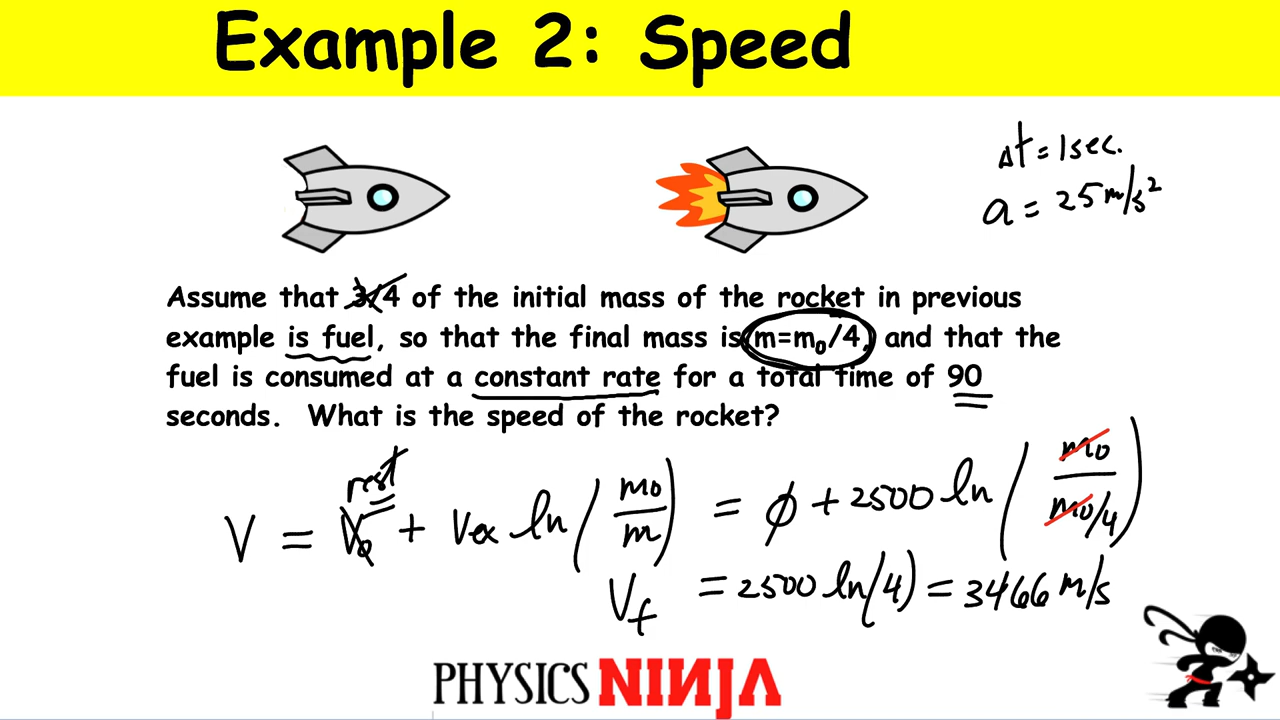 Example 2: Speed
Δt = 1 sec.
a = 25 m/s²
Assume that 3/4 of the initial mass of the rocket in previous
example is fuel, so that the final mass is m=m₀/4, and that the
fuel is consumed at a constant rate for a total time of 90
seconds. What is the speed of the rocket?
rest
V = V₀ + Vex ln(m₀/m) = ϕ + 2500 ln(m₀/m₀/4)
Vf = 2500 ln(4) = 3466 m/s
PHYSICS NINJA